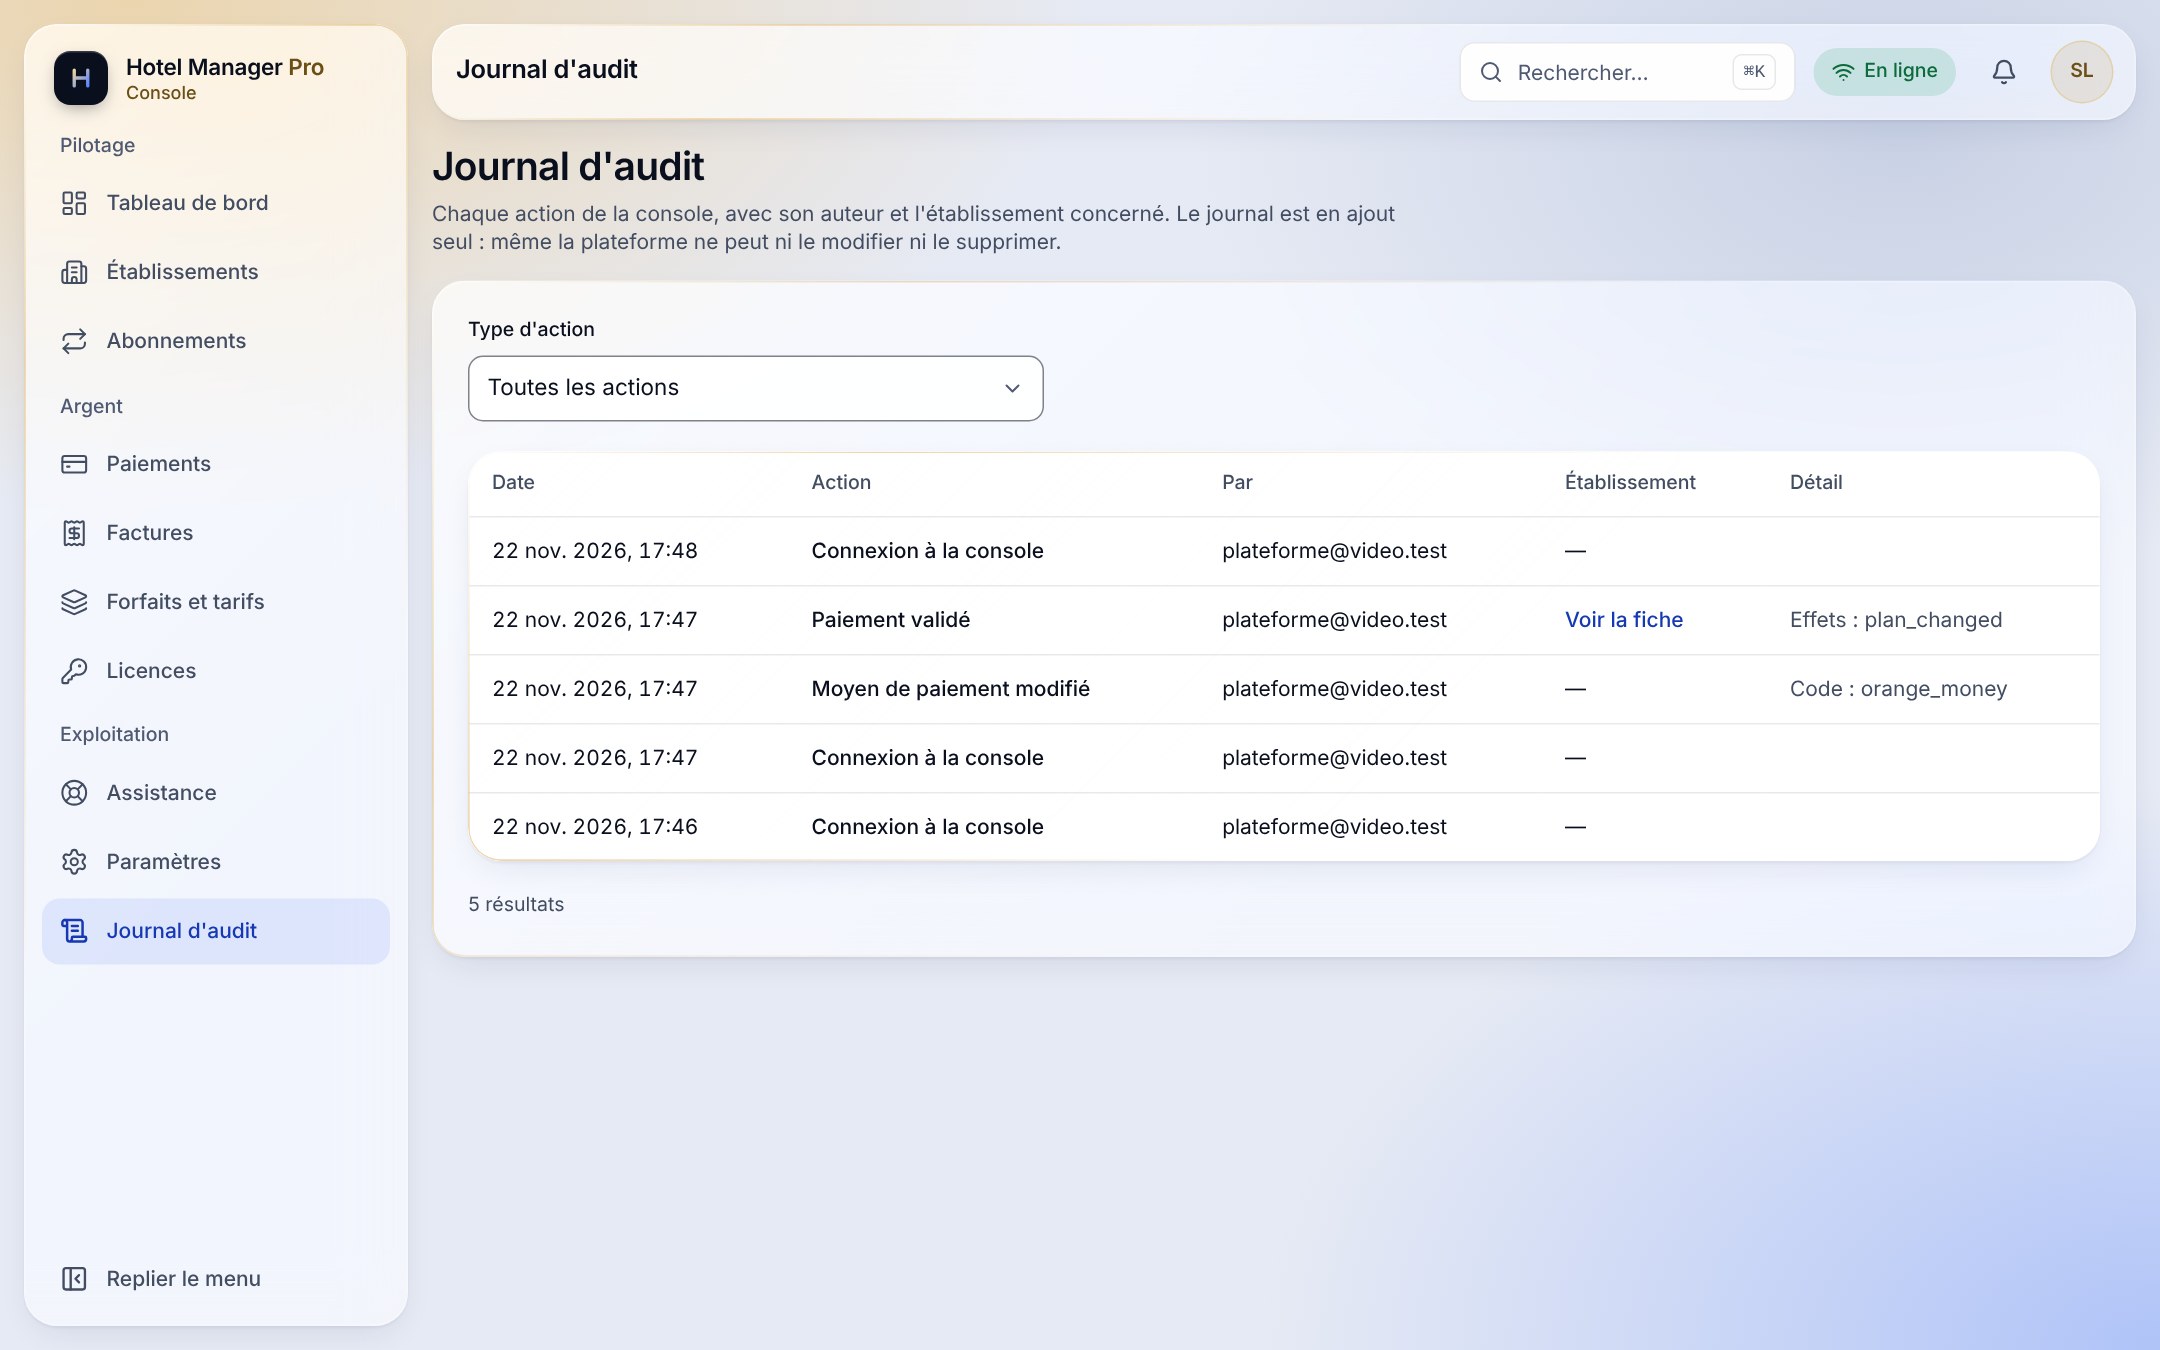 Hotel Manager Pro
Console
Pilotage
Tableau de bord
Établissements
Abonnements
Argent
Paiements
Factures
Forfaits et tarifs
Licences
Exploitation
Assistance
Paramètres
Journal d'audit
Replier le menu
Journal d'audit
Rechercher... ⌘K
En ligne
SL
Journal d'audit
Chaque action de la console, avec son auteur et l'établissement concerné. Le journal est en ajout
seul : même la plateforme ne peut ni le modifier ni le supprimer.
Type d'action
Toutes les actions
Date Action Par Établissement Détail
22 nov. 2026, 17:48 Connexion à la console plateforme@video.test —
22 nov. 2026, 17:47 Paiement validé plateforme@video.test Voir la fiche Effets : plan_changed
22 nov. 2026, 17:47 Moyen de paiement modifié plateforme@video.test — Code : orange_money
22 nov. 2026, 17:47 Connexion à la console plateforme@video.test —
22 nov. 2026, 17:46 Connexion à la console plateforme@video.test —
5 résultats